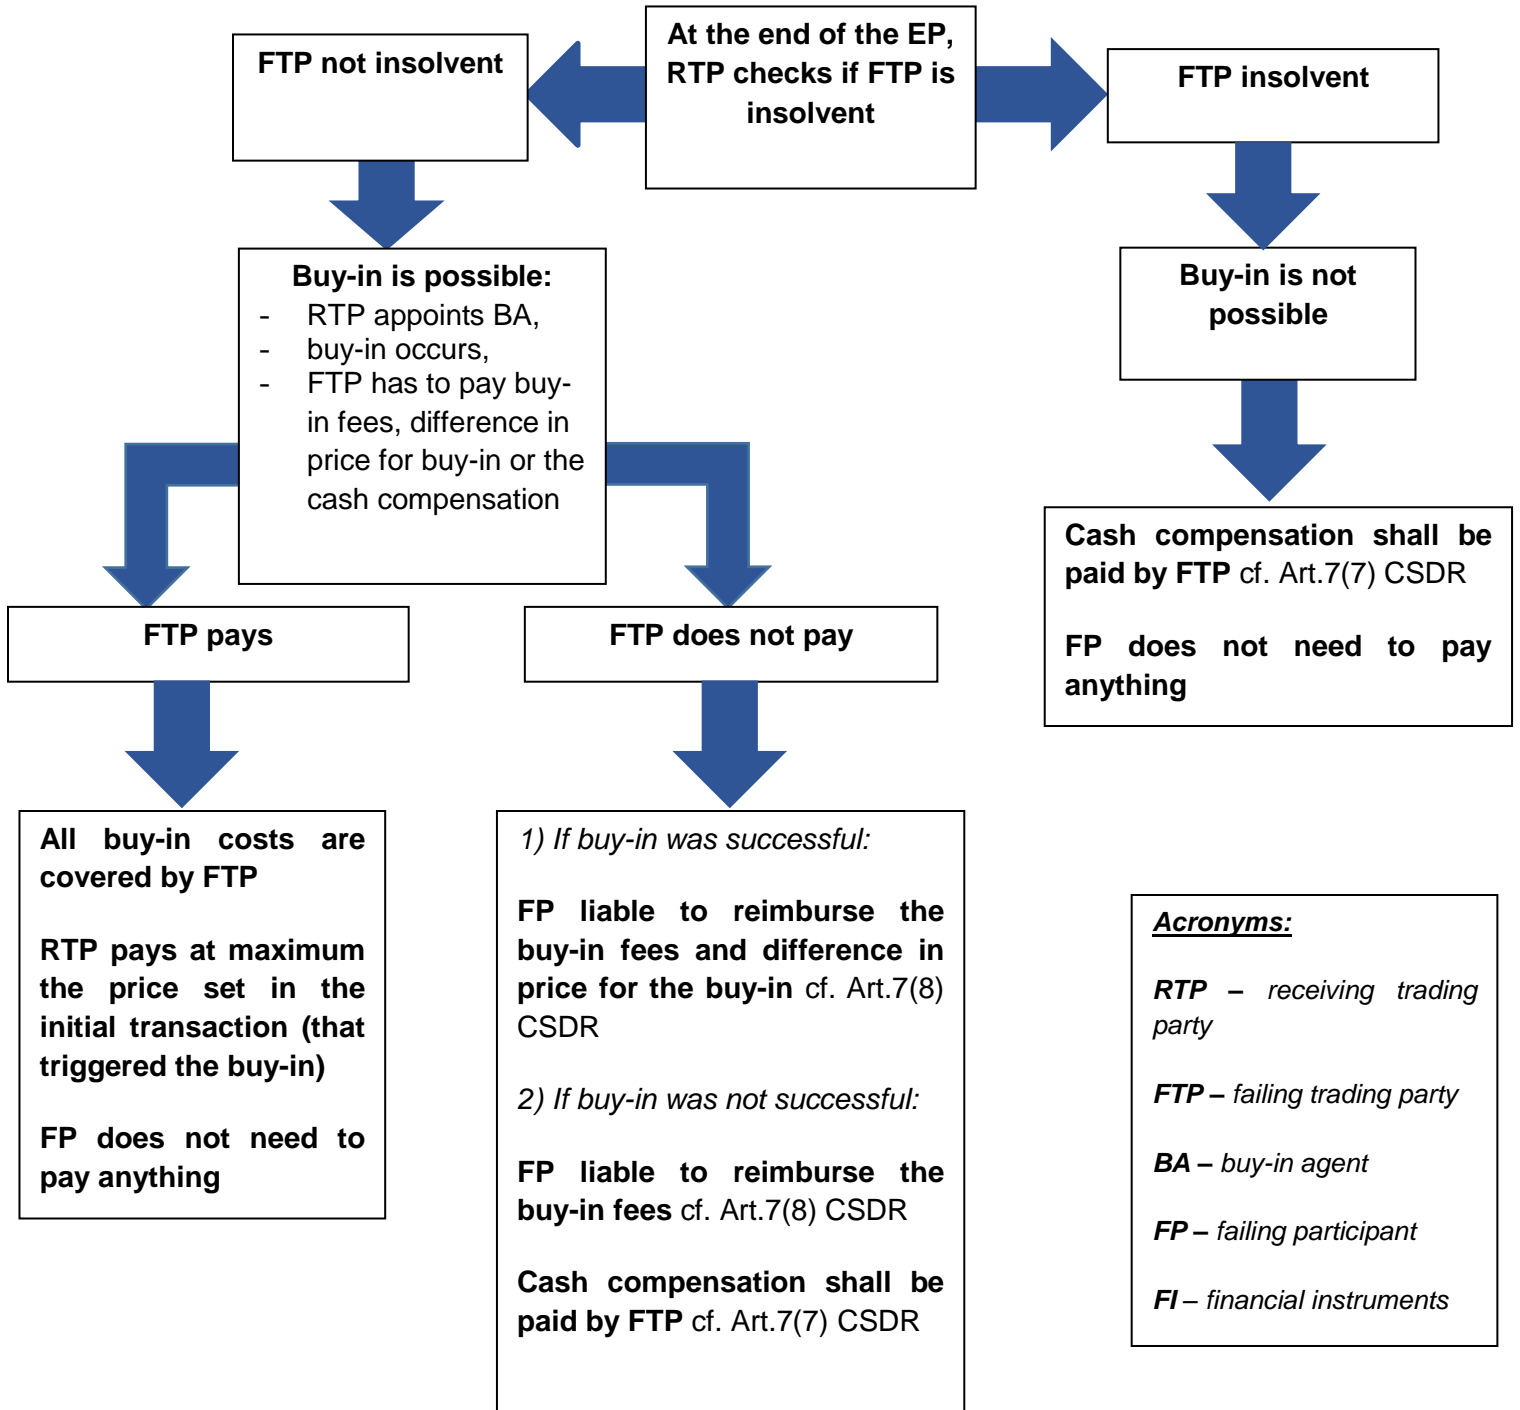 FTP not insolvent
At the end of the EP,
RTP checks if FTP is
insolvent
FTP insolvent
Buy-in is possible:
- RTP appoints BA,
- buy-in occurs,
- FTP has to pay buy-
in fees, difference in
price for buy-in or the
cash compensation
Buy-in is not
possible
Cash compensation shall be
paid by FTP cf. Art.7(7) CSDR
FP does not need to pay
anything
FTP pays
FTP does not pay
All buy-in costs are
covered by FTP
RTP pays at maximum
the price set in the
initial transaction (that
triggered the buy-in)
FP does not need to
pay anything
1) If buy-in was successful:
FP liable to reimburse the
buy-in fees and difference in
price for the buy-in cf. Art.7(8)
CSDR
2) If buy-in was not successful:
FP liable to reimburse the
buy-in fees cf. Art.7(8) CSDR
Cash compensation shall be
paid by FTP cf. Art.7(7) CSDR
Acronyms:
RTP – receiving trading
party
FTP – failing trading party
BA – buy-in agent
FP – failing participant
FI – financial instruments